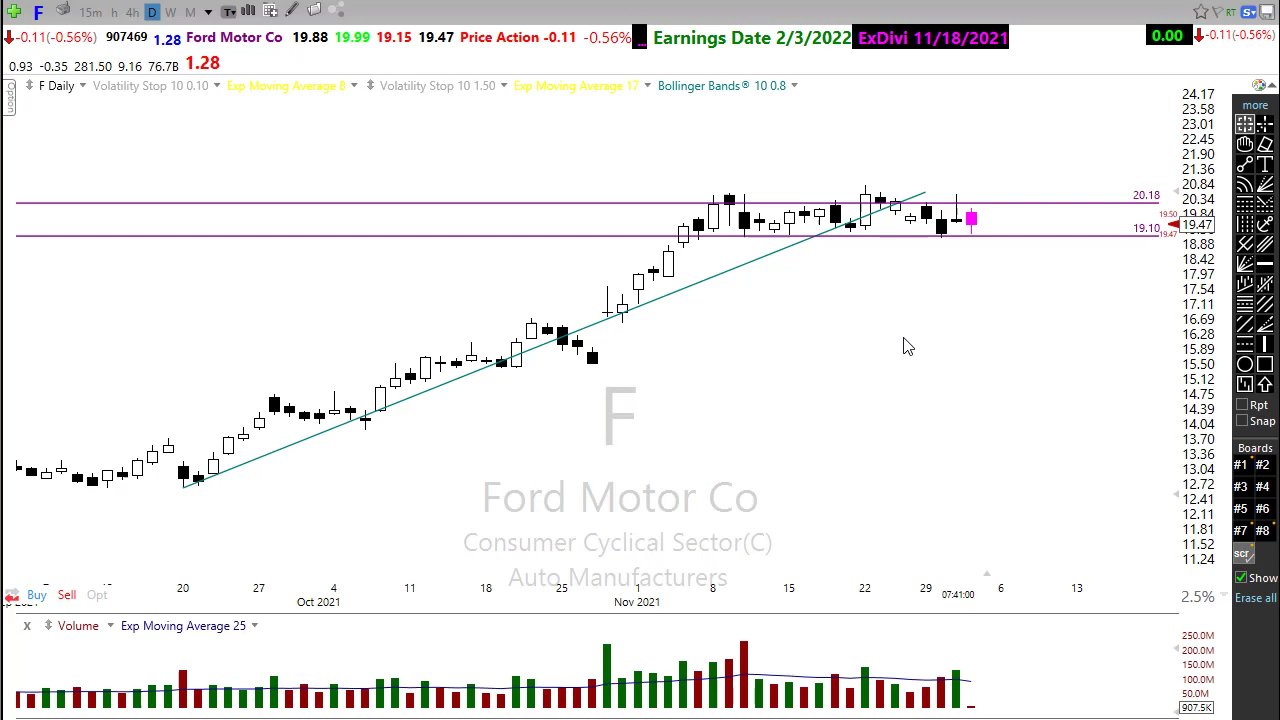 F 15m h 4h D W M T RT S
-0.11(-0.56%) 907469 1.28 Ford Motor Co 19.88 19.99 19.15 19.47 Price Action -0.11 -0.56% ... Earnings Date 2/3/2022 ExDivi 11/18/2021 0.00 -0.11(-0.56%)
0.93 -0.35 281.50 9.16 76.7B 1.28
Option
F Daily Volatility Stop 10 0.10 Exp Moving Average 8 Volatility Stop 10 1.50 Exp Moving Average 17 Bollinger Bands® 10 0.8
24.17
23.58
23.01
22.45
21.90
21.36
20.84
20.34
19.84
19.47
18.88
18.42
17.97
17.54
17.11
16.69
16.28
15.89
15.50
15.12
14.75
14.39
14.04
13.70
13.36
13.04
12.72
12.41
12.11
11.81
11.52
11.24
20.18
19.50
19.10
19.47
F
Ford Motor Co
Consumer Cyclical Sector(C)
Auto Manufacturers
20 27 4 11 18 25 1 8 15 22 29 6 13
Oct 2021 Nov 2021 07:41:00
Buy Sell Opt
2.5%
X Volume Exp Moving Average 25
250.0M
200.0M
150.0M
100.0M
50.0M
907.5K
more
T
Rpt
Snap
Boards
#1 #2
#3 #4
#5 #6
#7 #8
scr
Show
Erase all